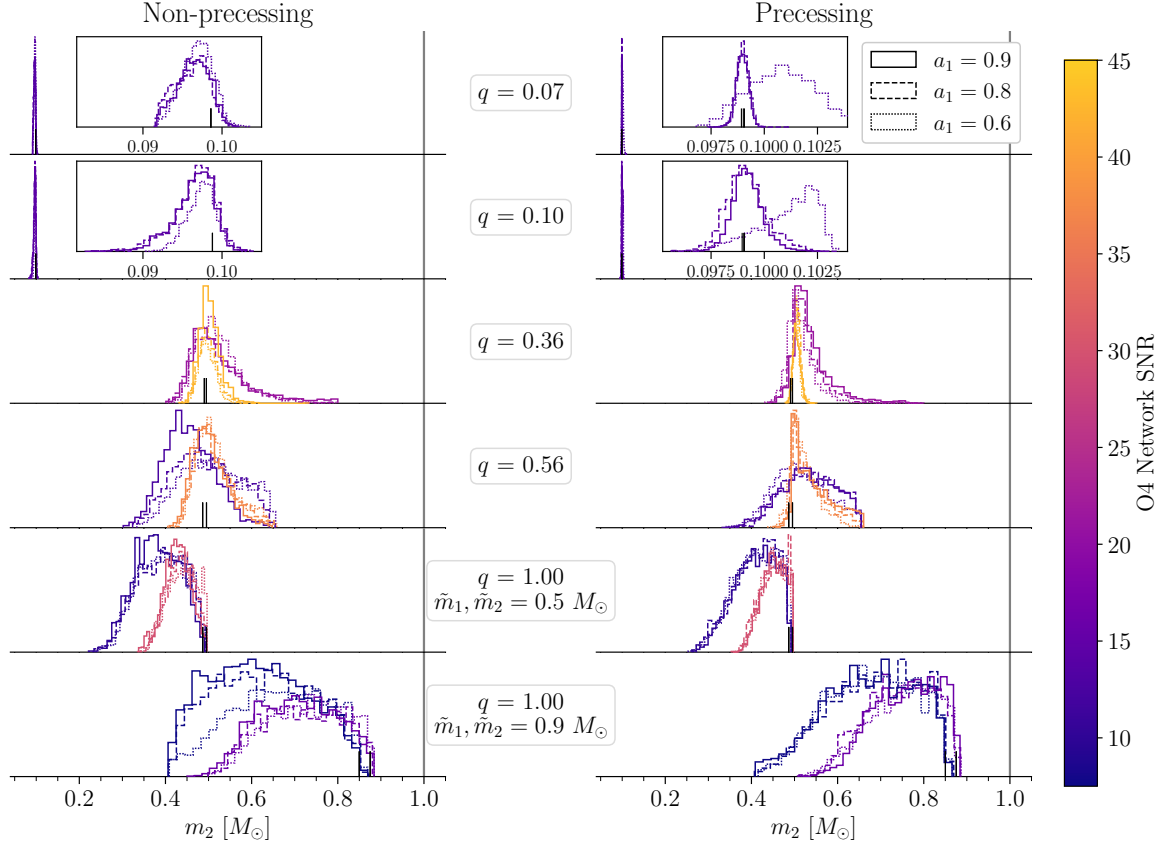 Non-precessing
Precessing
0.09 0.10
q = 0.07
0.0975 0.1000 0.1025
a₁ = 0.9
a₁ = 0.8
a₁ = 0.6
0.09 0.10
q = 0.10
0.0975 0.1000 0.1025
q = 0.36
q = 0.56
q = 1.00
m̃₁, m̃₂ = 0.5 M⊙
q = 1.00
m̃₁, m̃₂ = 0.9 M⊙
0.2 0.4 0.6 0.8 1.0
m₂ [M⊙]
0.2 0.4 0.6 0.8 1.0
m₂ [M⊙]
45
40
35
30
25
20
15
10
O4 Network SNR